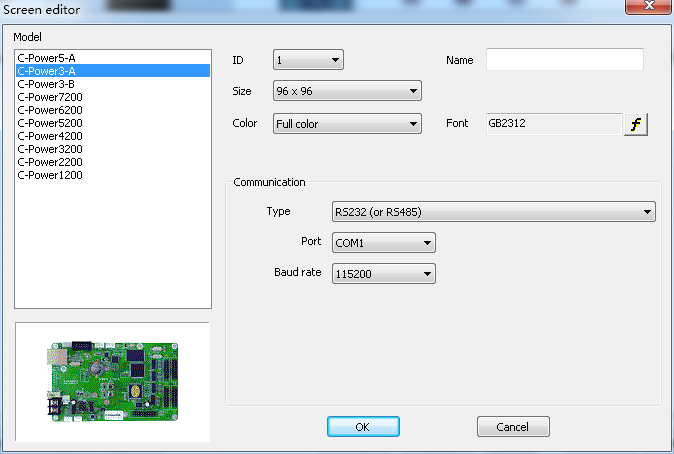 Screen editor
Model
C-Power5-A
C-Power3-A
C-Power3-B
C-Power7200
C-Power6200
C-Power5200
C-Power4200
C-Power3200
C-Power2200
C-Power1200
ID 1 Name
Size 96 x 96
Color Full color Font GB2312 f
Communication
Type RS232 (or RS485)
Port COM1
Baud rate 115200
OK Cancel